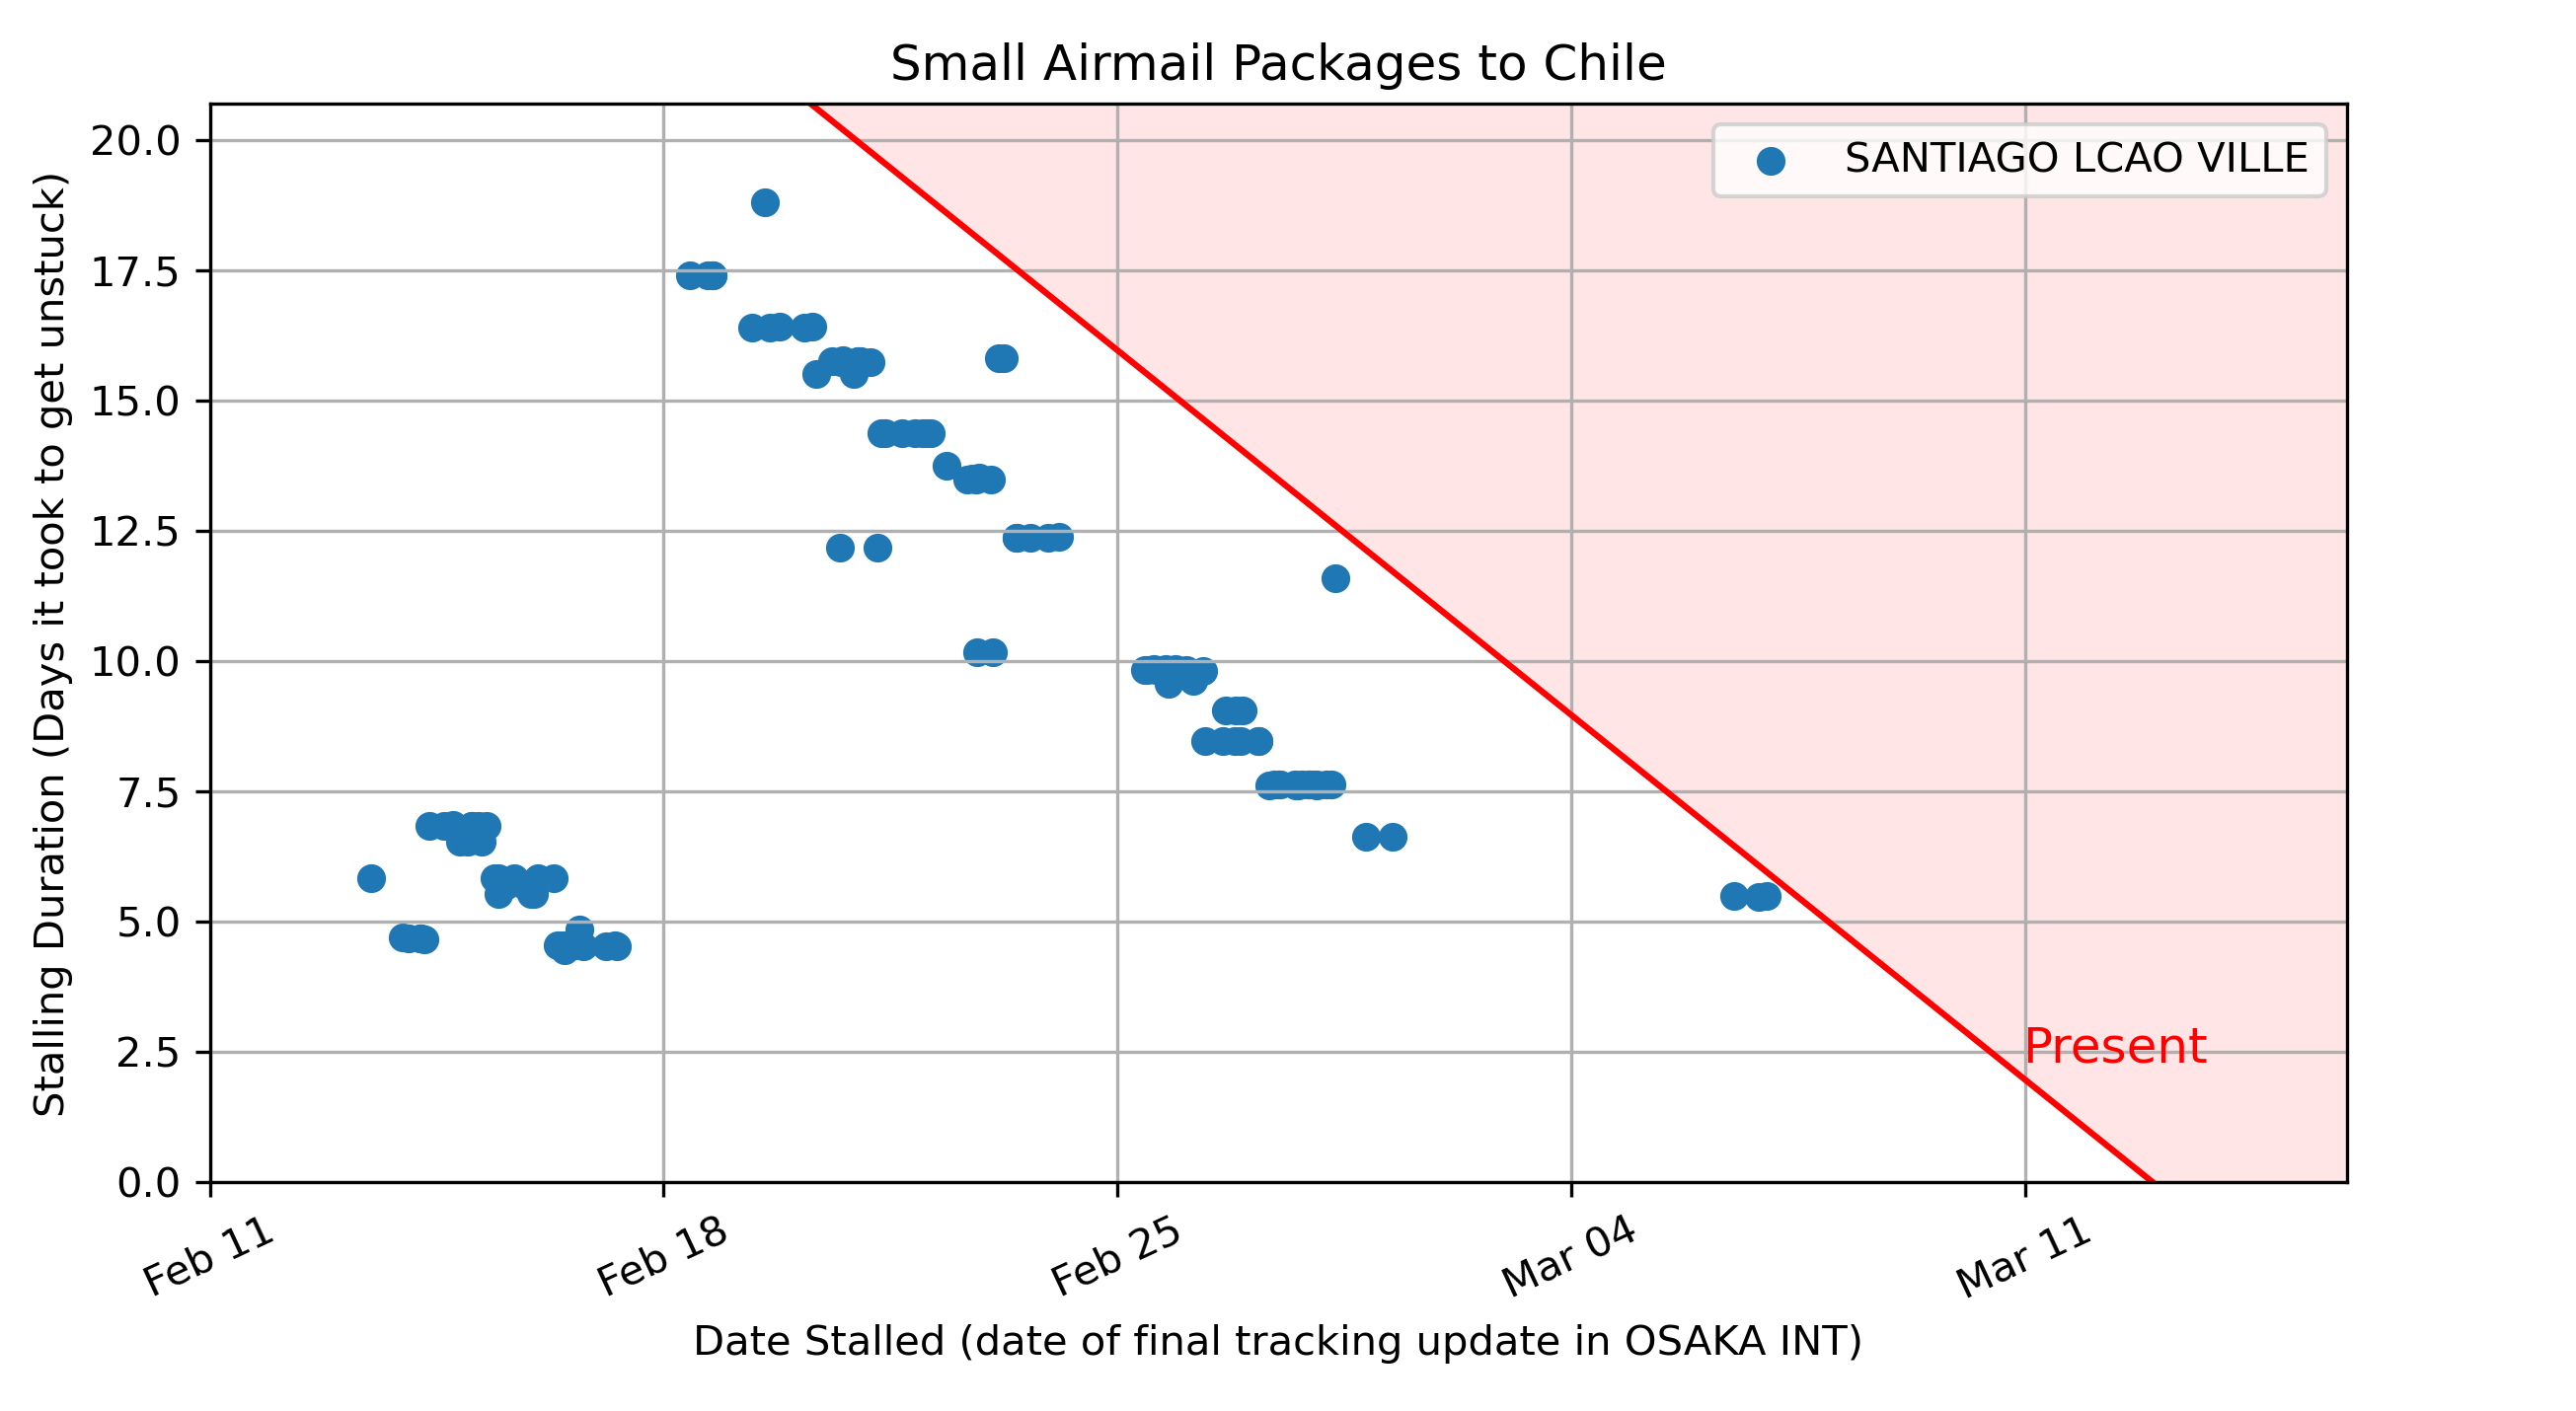 Small Airmail Packages to Chile
SANTIAGO LCAO VILLE
Stalling Duration (Days it took to get unstuck)
20.0
17.5
15.0
12.5
10.0
7.5
5.0
2.5
0.0
Present
Feb 11
Feb 18
Feb 25
Mar 04
Mar 11
Date Stalled (date of final tracking update in OSAKA INT)